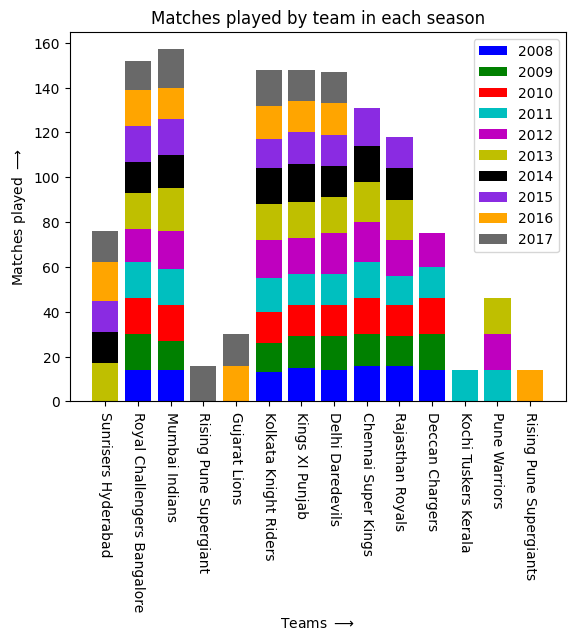 Matches played by team in each season
Matches played ⟶
160
140
120
100
80
60
40
20
0
2008
2009
2010
2011
2012
2013
2014
2015
2016
2017
Sunrisers Hyderabad
Royal Challengers Bangalore
Mumbai Indians
Rising Pune Supergiant
Gujarat Lions
Kolkata Knight Riders
Kings XI Punjab
Delhi Daredevils
Chennai Super Kings
Rajasthan Royals
Deccan Chargers
Kochi Tuskers Kerala
Pune Warriors
Rising Pune Supergiants
Teams ⟶